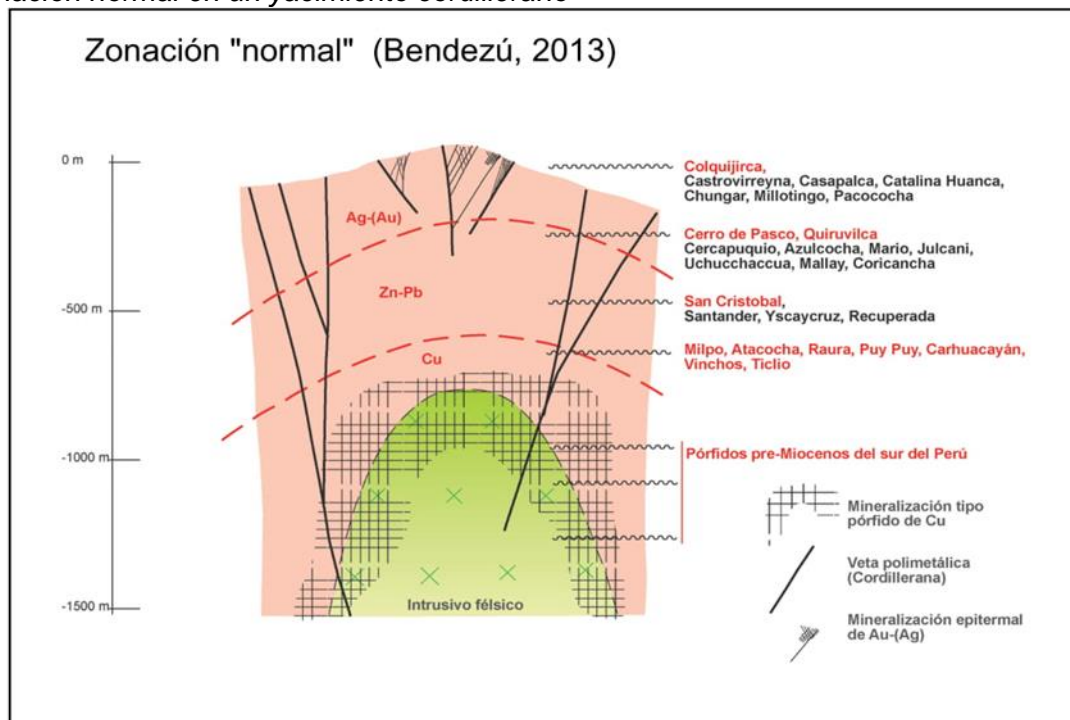 Zonación normal en un yacimiento cordillerano
Zonación "normal" (Bendezú, 2013)
0 m
-500 m
-1000 m
-1500 m
Ag-(Au)
Zn-Pb
Cu
Intrusivo félsico
Colquijirca,
Castrovirreyna, Casapalca, Catalina Huanca,
Chungar, Millotingo, Pacococha
Cerro de Pasco, Quiruvilca
Cercapuquio, Azulcocha, Mario, Julcani,
Uchucchaccua, Mallay, Coricancha
San Cristobal,
Santander, Yscaycruz, Recuperada
Milpo, Atacocha, Raura, Puy Puy, Carhuacayán,
Vinchos, Ticlio
Pórfidos pre-Miocenos del sur del Perú
Mineralización tipo
pórfido de Cu
Veta polimetálica
(Cordillerana)
Mineralización epitermal
de Au-(Ag)